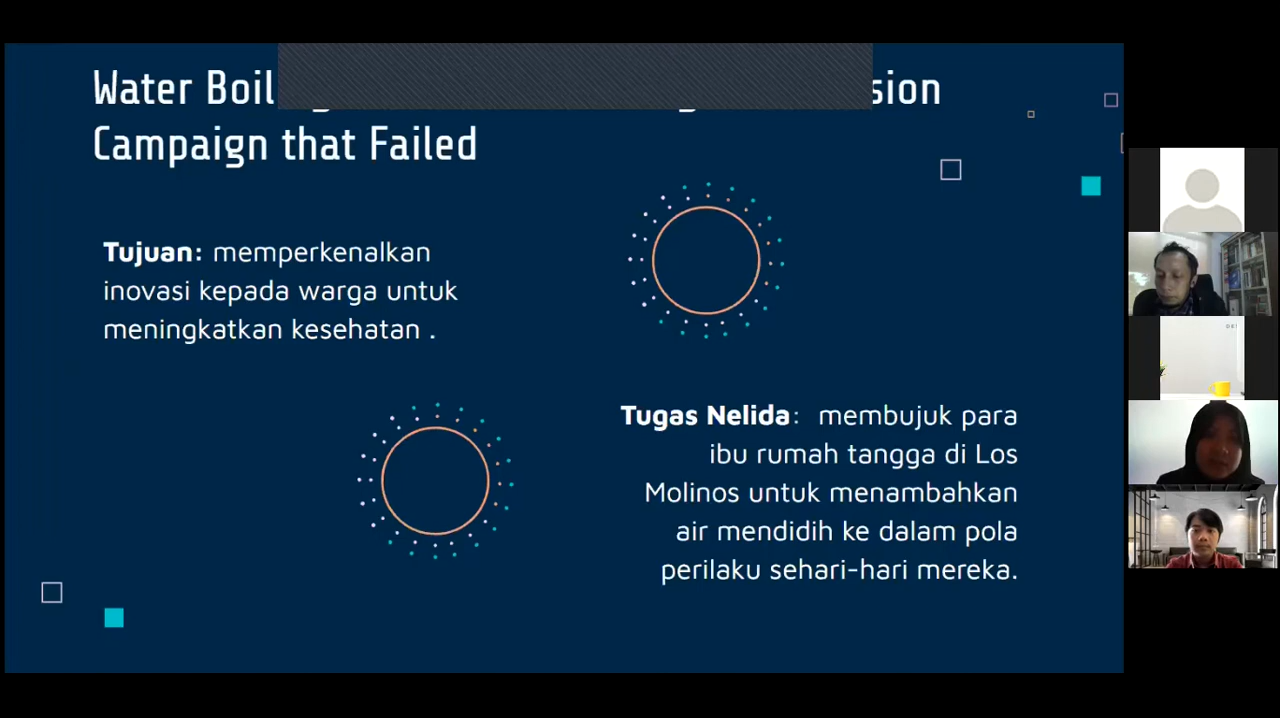 Water Boil
Campaign that Failed
Tujuan: memperkenalkan
inovasi kepada warga untuk
meningkatkan kesehatan .
Tugas Nelida: membujuk para
ibu rumah tangga di Los
Molinos untuk menambahkan
air mendidih ke dalam pola
perilaku sehari-hari mereka.